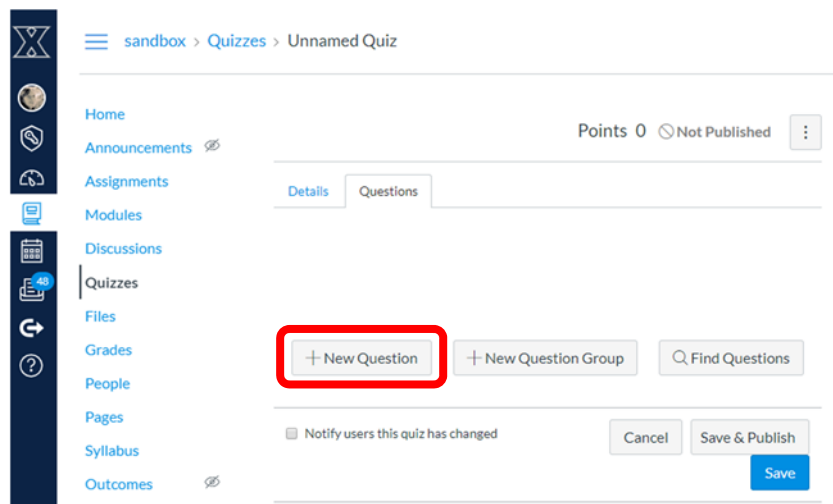 sandbox > Quizzes > Unnamed Quiz
Points 0 Not Published
Home
Announcements
Assignments
Modules
Discussions
Quizzes
Files
Grades
People
Pages
Syllabus
Outcomes
48
Details Questions
+ New Question + New Question Group Find Questions
Notify users this quiz has changed
Cancel Save & Publish
Save